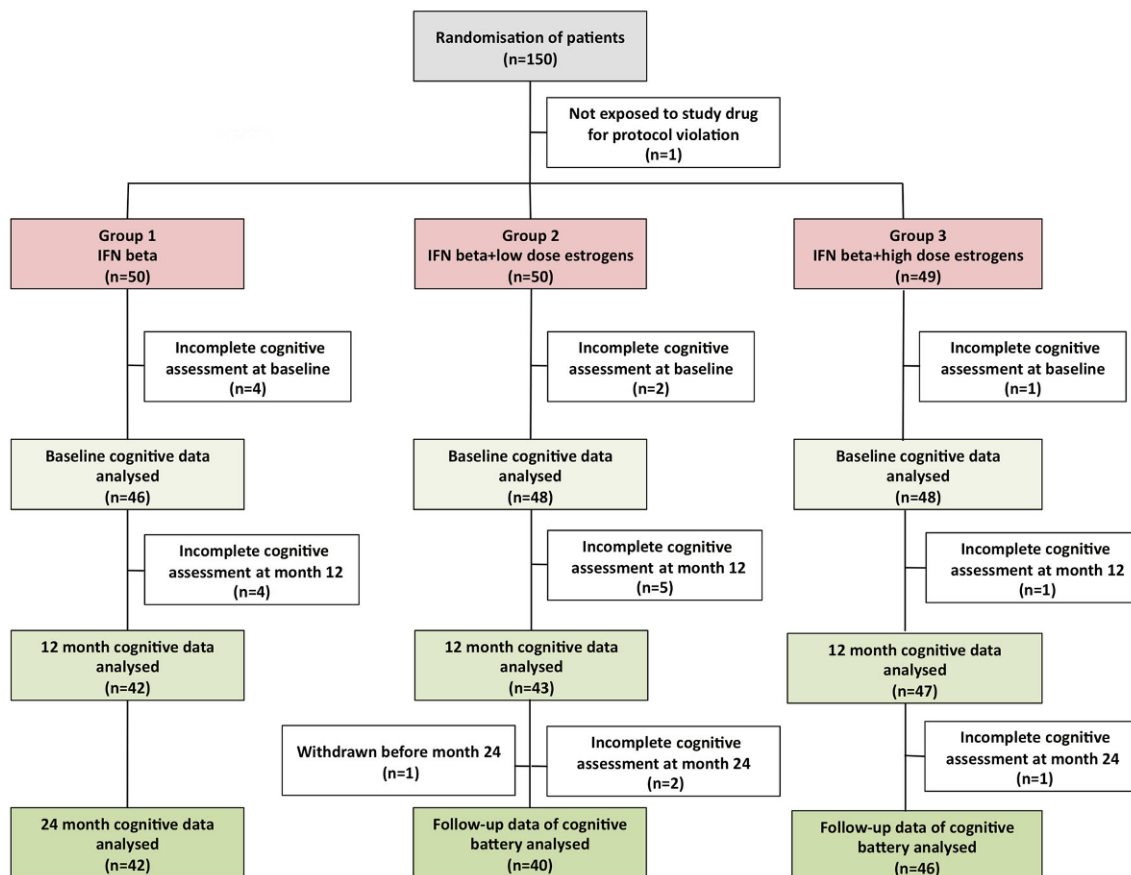 Randomisation of patients
(n=150)
Not exposed to study drug
for protocol violation
(n=1)
Group 1
IFN beta
(n=50)
Group 2
IFN beta+low dose estrogens
(n=50)
Group 3
IFN beta+high dose estrogens
(n=49)
Incomplete cognitive
assessment at baseline
(n=4)
Incomplete cognitive
assessment at baseline
(n=2)
Incomplete cognitive
assessment at baseline
(n=1)
Baseline cognitive data
analysed
(n=46)
Baseline cognitive data
analysed
(n=48)
Baseline cognitive data
analysed
(n=48)
Incomplete cognitive
assessment at month 12
(n=4)
Incomplete cognitive
assessment at month 12
(n=5)
Incomplete cognitive
assessment at month 12
(n=1)
12 month cognitive data
analysed
(n=42)
12 month cognitive data
analysed
(n=43)
12 month cognitive data
analysed
(n=47)
Withdrawn before month 24
(n=1)
Incomplete cognitive
assessment at month 24
(n=2)
Incomplete cognitive
assessment at month 24
(n=1)
24 month cognitive data
analysed
(n=42)
Follow-up data of cognitive
battery analysed
(n=40)
Follow-up data of cognitive
battery analysed
(n=46)